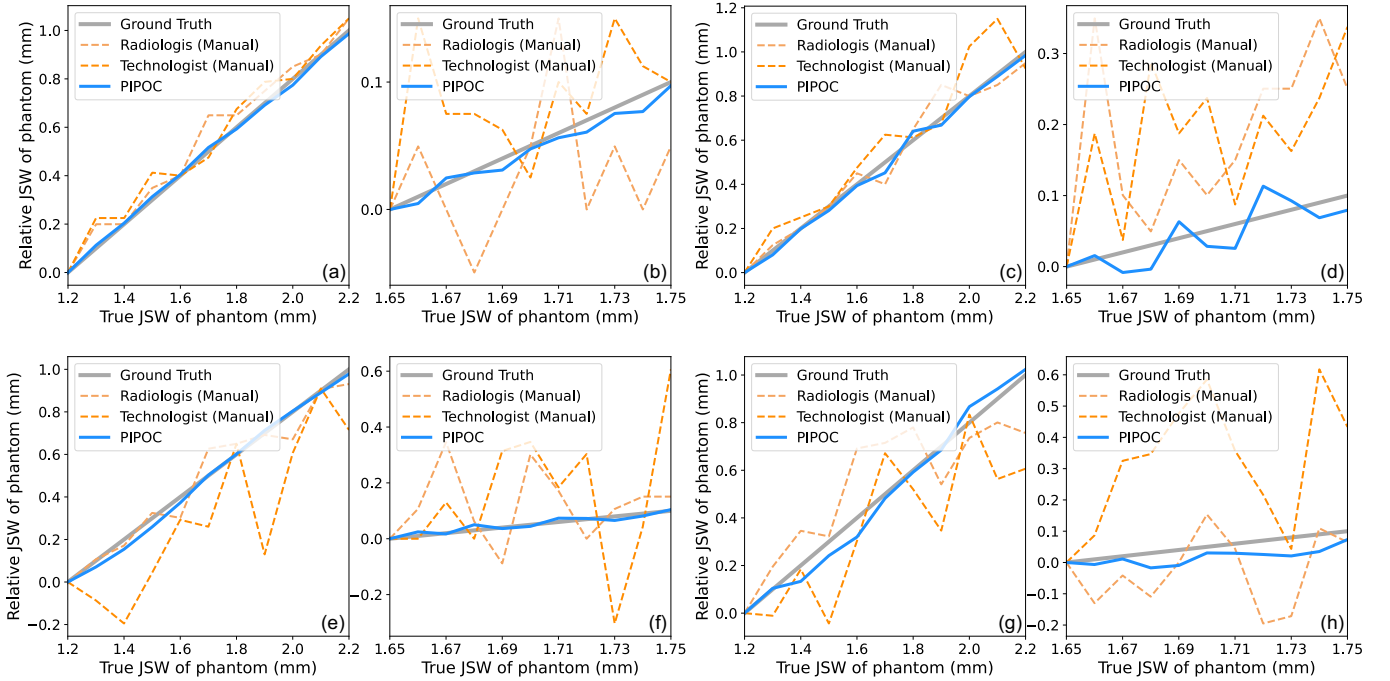 Relative JSW of phantom (mm)
1.0
0.8
0.6
0.4
0.2
0.0
Ground Truth
Radiologis (Manual)
Technologist (Manual)
PIPOC
(a)
1.2 1.4 1.6 1.8 2.0 2.2
True JSW of phantom (mm)
0.1
0.0
Ground Truth
Radiologis (Manual)
Technologist (Manual)
PIPOC
(b)
1.65 1.67 1.69 1.71 1.73 1.75
True JSW of phantom (mm)
Relative JSW of phantom (mm)
1.2
1.0
0.8
0.6
0.4
0.2
0.0
Ground Truth
Radiologis (Manual)
Technologist (Manual)
PIPOC
(c)
1.2 1.4 1.6 1.8 2.0 2.2
True JSW of phantom (mm)
0.3
0.2
0.1
0.0
Ground Truth
Radiologis (Manual)
Technologist (Manual)
PIPOC
(d)
1.65 1.67 1.69 1.71 1.73 1.75
True JSW of phantom (mm)
Relative JSW of phantom (mm)
1.0
0.8
0.6
0.4
0.2
0.0
−0.2
Ground Truth
Radiologis (Manual)
Technologist (Manual)
PIPOC
(e)
1.2 1.4 1.6 1.8 2.0 2.2
True JSW of phantom (mm)
0.6
0.4
0.2
0.0
−0.2
Ground Truth
Radiologis (Manual)
Technologist (Manual)
PIPOC
(f)
1.65 1.67 1.69 1.71 1.73 1.75
True JSW of phantom (mm)
Relative JSW of phantom (mm)
1.0
0.8
0.6
0.4
0.2
0.0
Ground Truth
Radiologis (Manual)
Technologist (Manual)
PIPOC
(g)
1.2 1.4 1.6 1.8 2.0 2.2
True JSW of phantom (mm)
0.6
0.5
0.4
0.3
0.2
0.1
0.0
−0.1
−0.2
Ground Truth
Radiologis (Manual)
Technologist (Manual)
PIPOC
(h)
1.65 1.67 1.69 1.71 1.73 1.75
True JSW of phantom (mm)